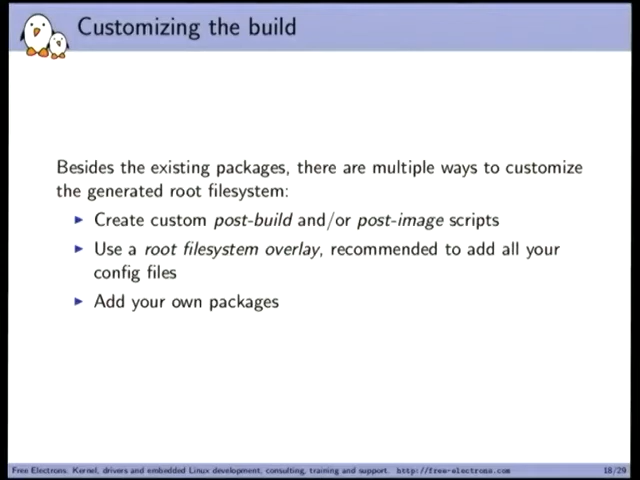 Customizing the build
Besides the existing packages, there are multiple ways to customize
the generated root filesystem:
Create custom post-build and/or post-image scripts
Use a root filesystem overlay, recommended to add all your
config files
Add your own packages
Free Electrons. Kernel, drivers and embedded Linux development, consulting, training and support. http://free-electrons.com
18/29